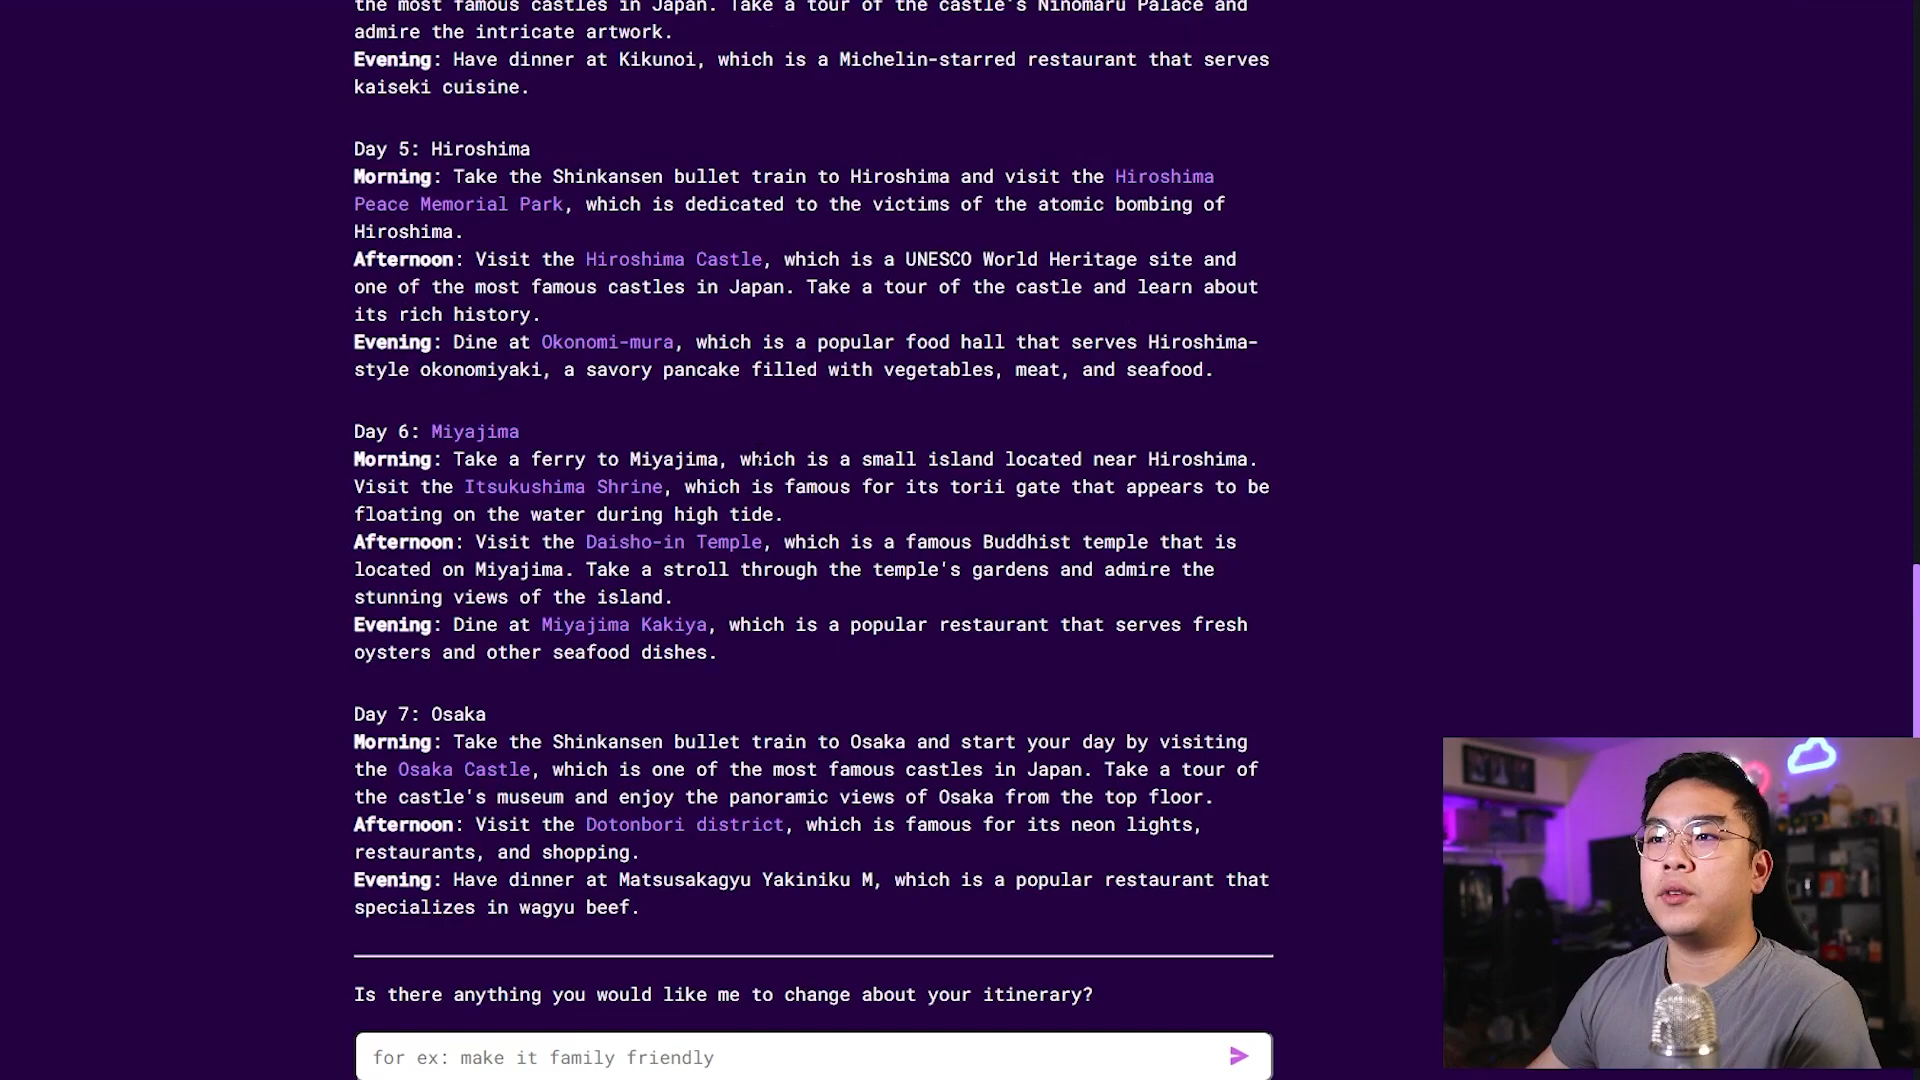 the most famous castles in Japan. Take a tour of the castle's Ninomaru Palace and
admire the intricate artwork.
Evening: Have dinner at Kikunoi, which is a Michelin-starred restaurant that serves
kaiseki cuisine.
Day 5: Hiroshima
Morning: Take the Shinkansen bullet train to Hiroshima and visit the Hiroshima
Peace Memorial Park, which is dedicated to the victims of the atomic bombing of
Hiroshima.
Afternoon: Visit the Hiroshima Castle, which is a UNESCO World Heritage site and
one of the most famous castles in Japan. Take a tour of the castle and learn about
its rich history.
Evening: Dine at Okonomi-mura, which is a popular food hall that serves Hiroshima-
style okonomiyaki, a savory pancake filled with vegetables, meat, and seafood.
Day 6: Miyajima
Morning: Take a ferry to Miyajima, which is a small island located near Hiroshima.
Visit the Itsukushima Shrine, which is famous for its torii gate that appears to be
floating on the water during high tide.
Afternoon: Visit the Daisho-in Temple, which is a famous Buddhist temple that is
located on Miyajima. Take a stroll through the temple's gardens and admire the
stunning views of the island.
Evening: Dine at Miyajima Kakiya, which is a popular restaurant that serves fresh
oysters and other seafood dishes.
Day 7: Osaka
Morning: Take the Shinkansen bullet train to Osaka and start your day by visiting
the Osaka Castle, which is one of the most famous castles in Japan. Take a tour of
the castle's museum and enjoy the panoramic views of Osaka from the top floor.
Afternoon: Visit the Dotonbori district, which is famous for its neon lights,
restaurants, and shopping.
Evening: Have dinner at Matsusakagyu Yakiniku M, which is a popular restaurant that
specializes in wagyu beef.
Is there anything you would like me to change about your itinerary?
for ex: make it family friendly